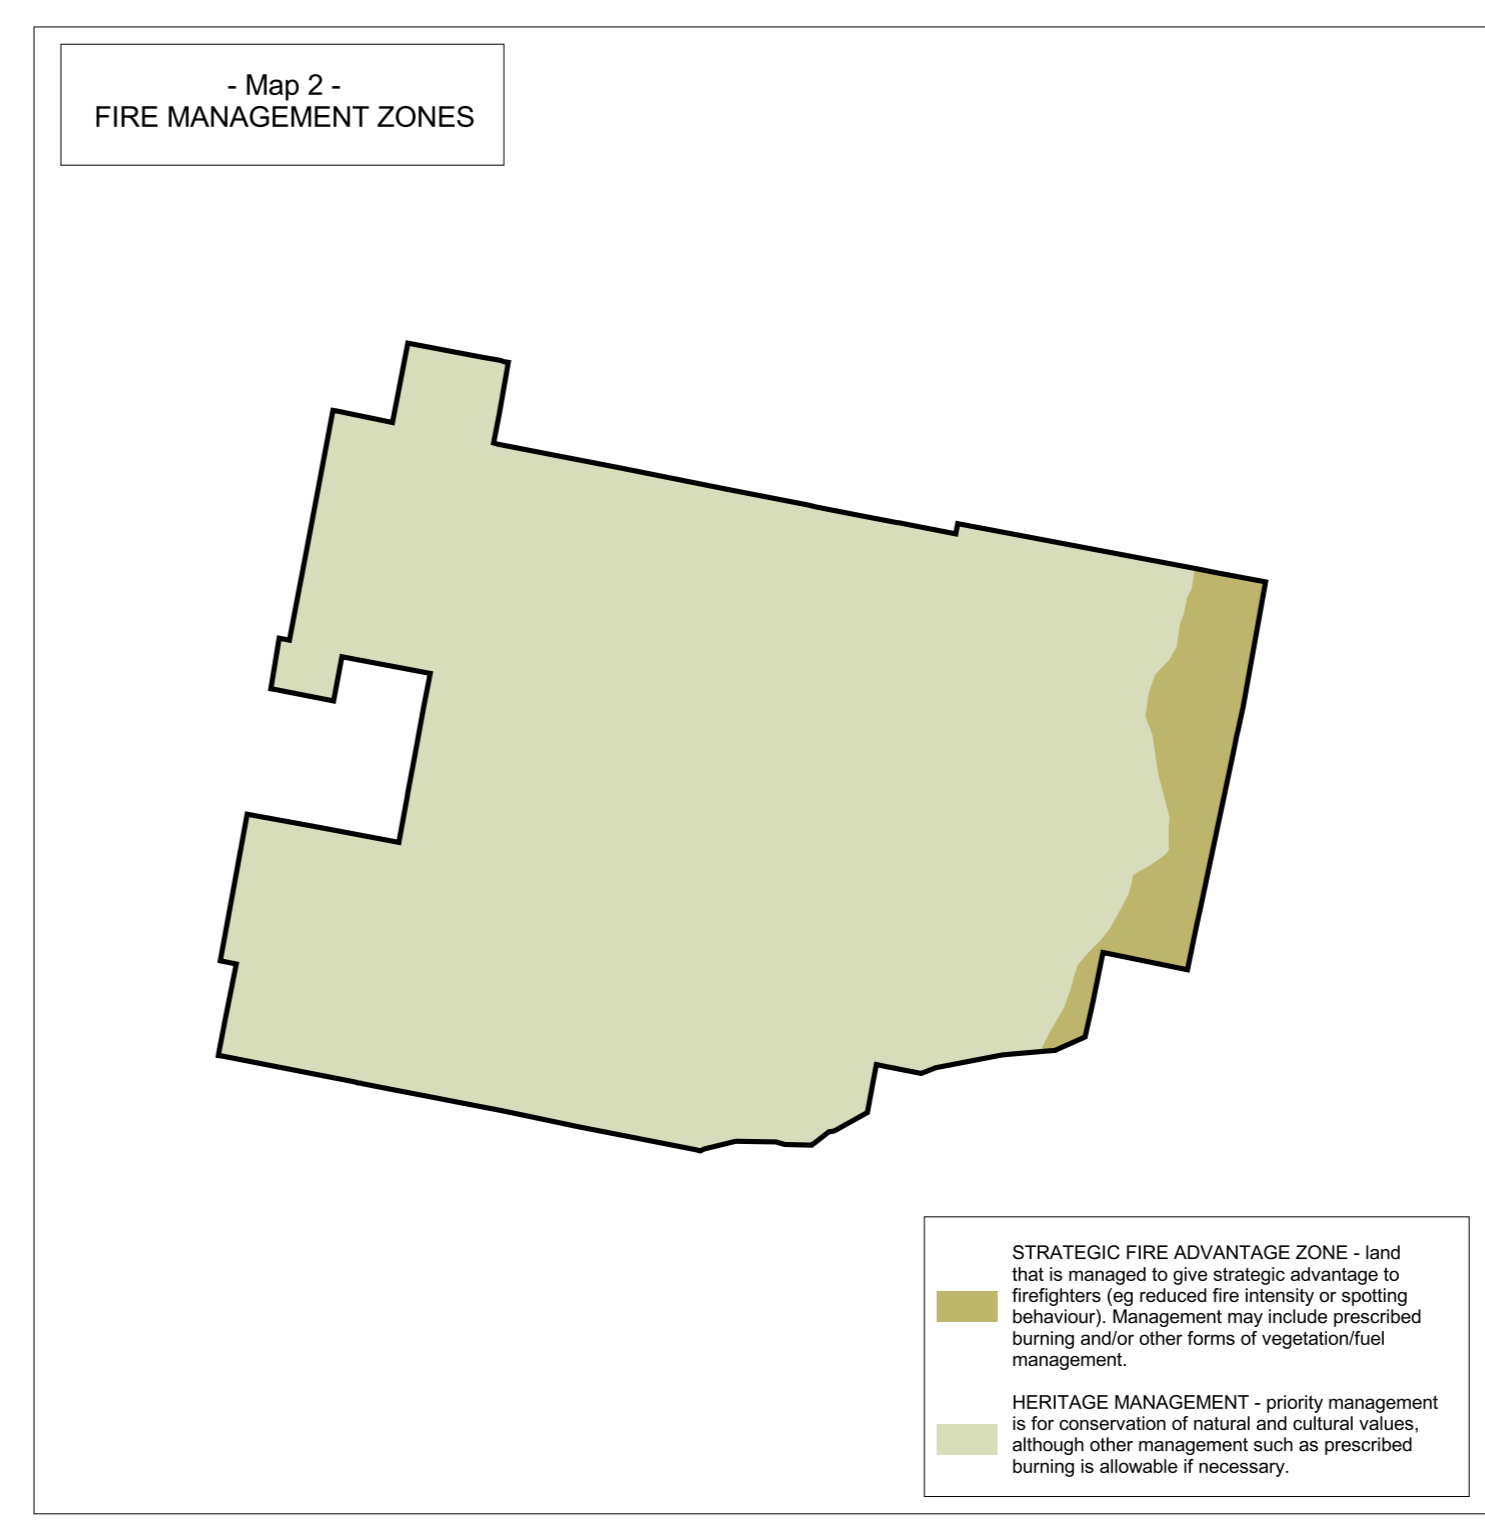 - Map 2 -
FIRE MANAGEMENT ZONES
STRATEGIC FIRE ADVANTAGE ZONE - land
that is managed to give strategic advantage to
firefighters (eg reduced fire intensity or spotting
behaviour). Management may include prescribed
burning and/or other forms of vegetation/fuel
management.
HERITAGE MANAGEMENT - priority management
is for conservation of natural and cultural values,
although other management such as prescribed
burning is allowable if necessary.